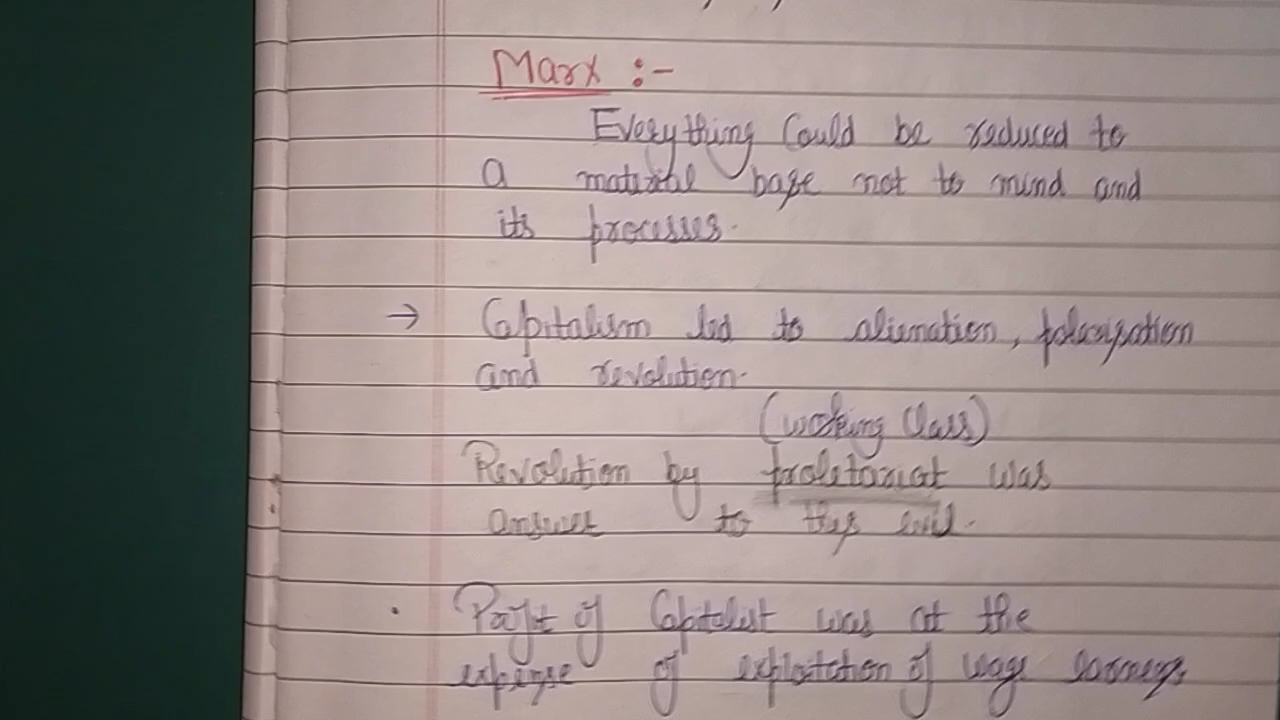 Marx :-
Everything Could be reduced to
a material base not to mind and
its processes.
→ Capitalism led to alienation, polarization
and revolution.
(working Class)
Revolution by proletariat was
answer to this evil.
• Profit of Capitalist was at the
expense of exploitation of wage earners